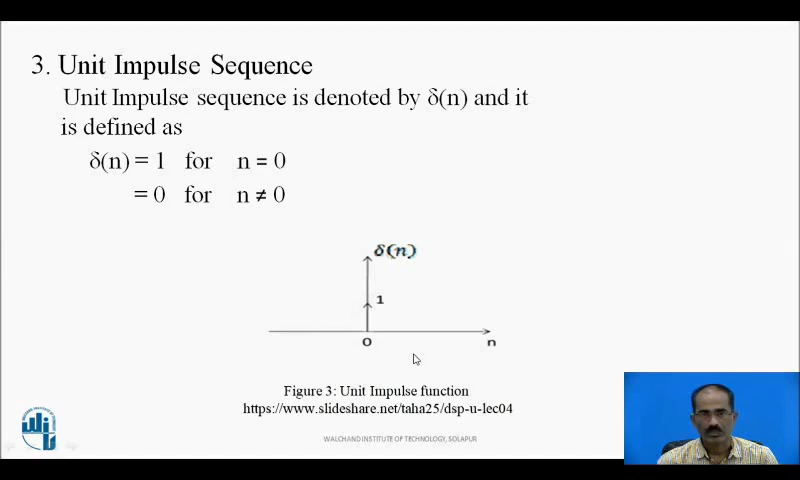 3. Unit Impulse Sequence
Unit Impulse sequence is denoted by δ(n) and it
is defined as
δ(n) = 1 for n = 0
= 0 for n ≠ 0
δ(n)
1
0
n
Figure 3: Unit Impulse function
https://www.slideshare.net/taha25/dsp-u-lec04
WALCHAND INSTITUTE OF TECHNOLOGY, SOLAPUR